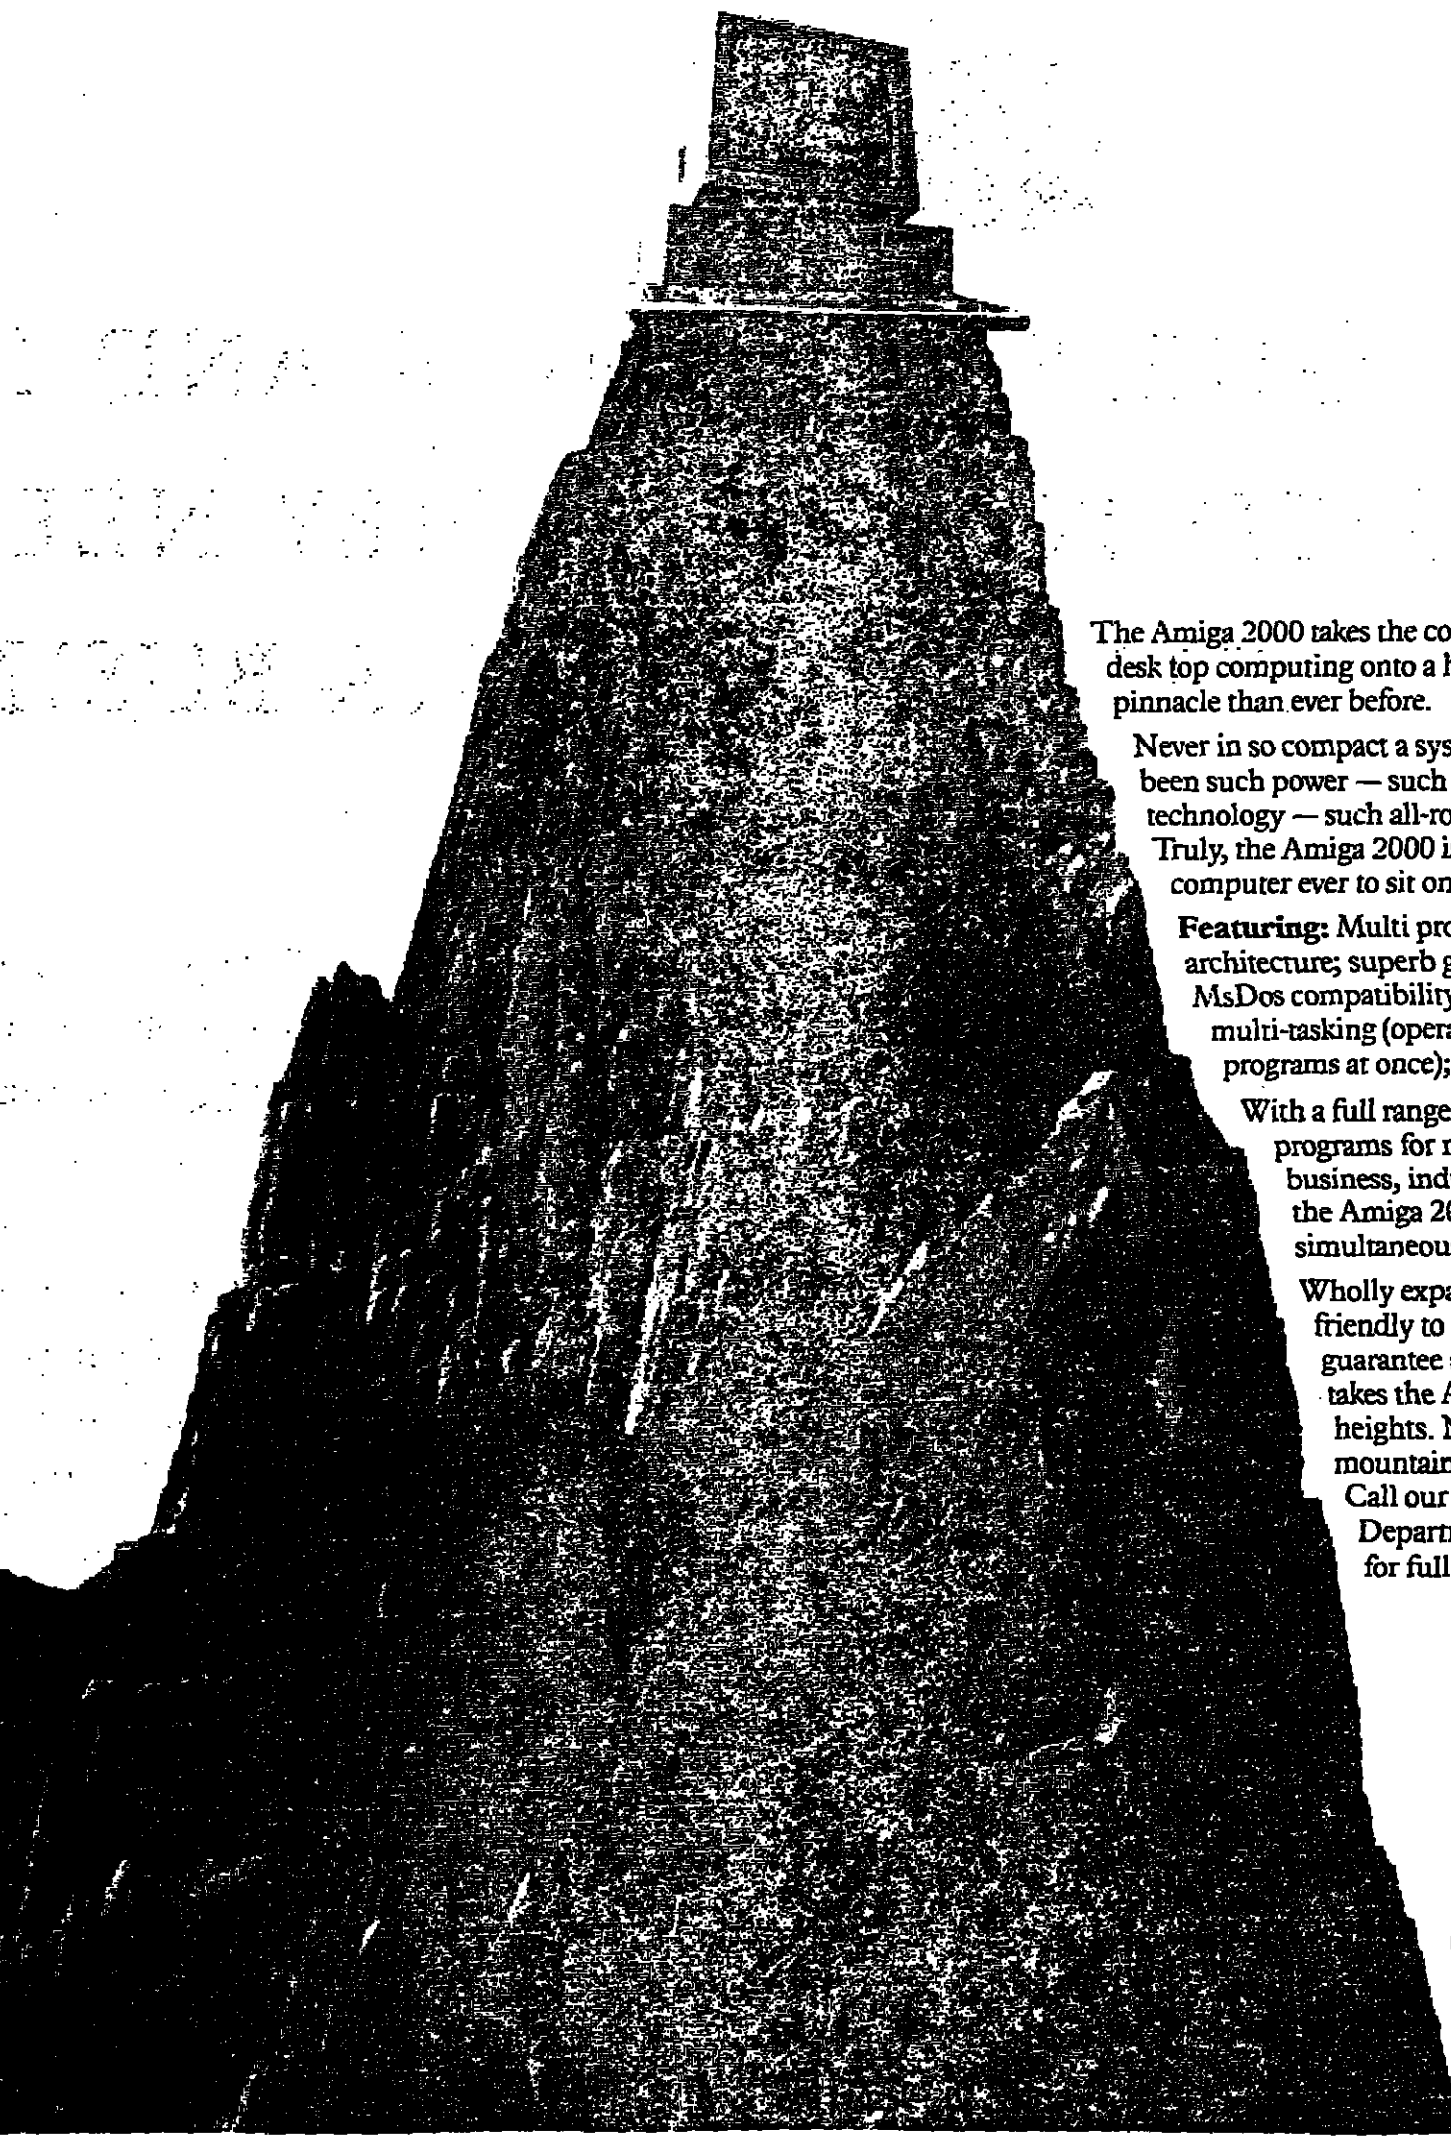 The Amiga 2000 takes the co
desk top computing onto a h
pinnacle than ever before.
Never in so compact a sys
been such power — such
technology — such all-ro
Truly, the Amiga 2000 i
computer ever to sit on
Featuring: Multi pro
architecture; superb g
MsDos compatibility
multi-tasking (opera
programs at once);
With a full range
programs for r
business, ind
the Amiga 20
simultaneou
Wholly expa
friendly to
guarantee
takes the A
heights. N
mountain
Call our
Departm
for full